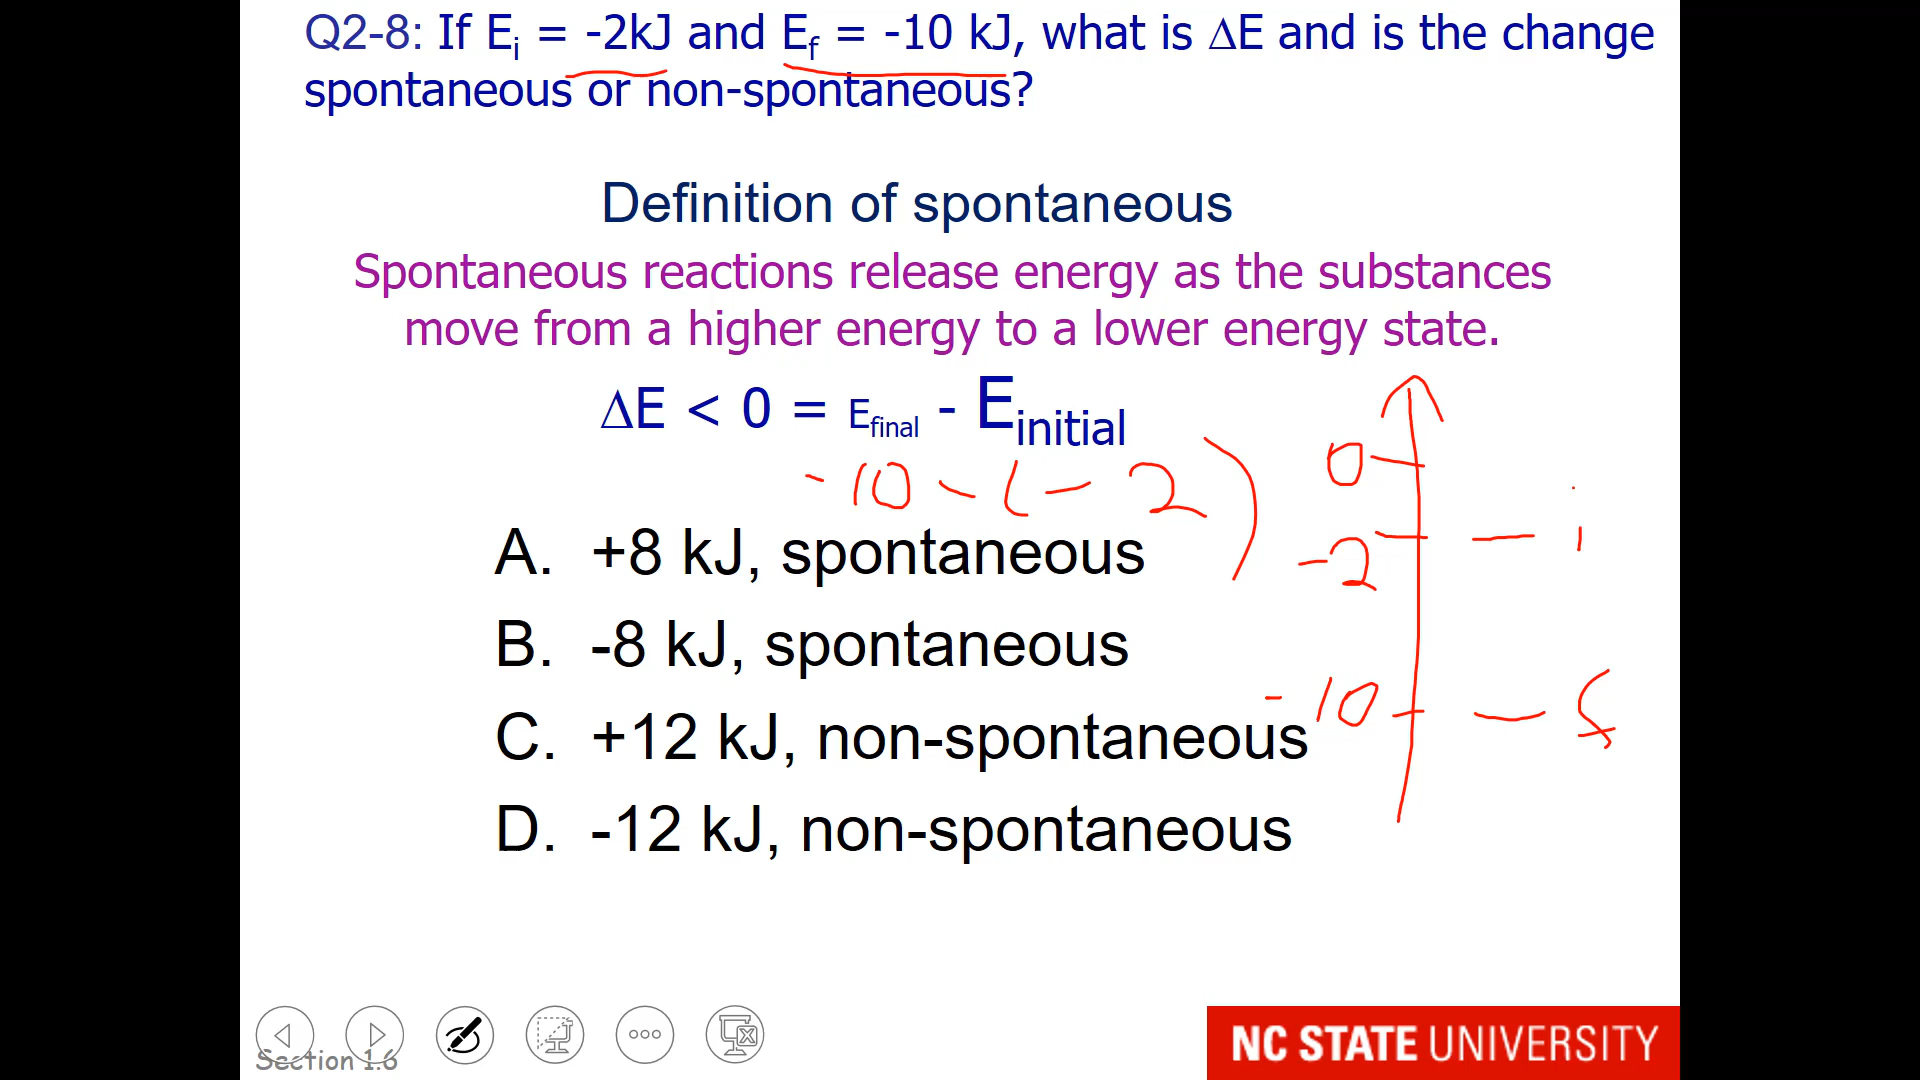 Q2-8: If Ei = -2kJ and Ef = -10 kJ, what is ΔE and is the change
spontaneous or non-spontaneous?
Definition of spontaneous
Spontaneous reactions release energy as the substances
move from a higher energy to a lower energy state.
ΔE < 0 = Efinal - Einitial
-10 - (-2)
0
A. +8 kJ, spontaneous
-2 - i
B. -8 kJ, spontaneous
-10 - f
C. +12 kJ, non-spontaneous
D. -12 kJ, non-spontaneous
Section 1.6
NC STATE UNIVERSITY